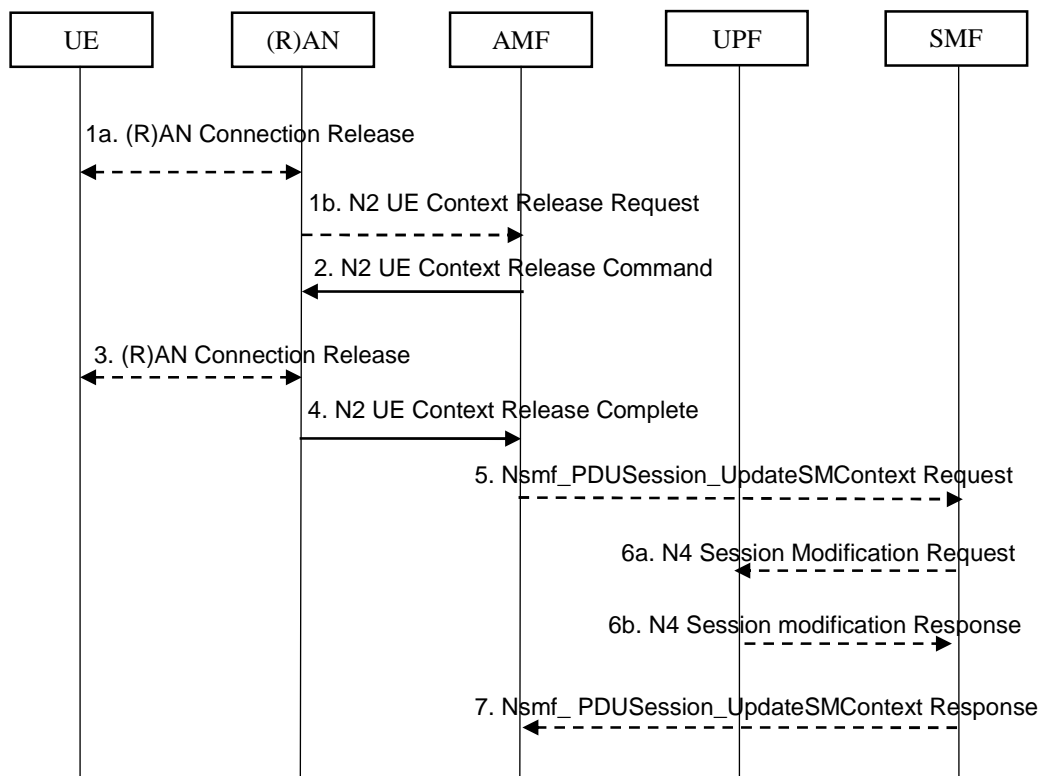 UE
(R)AN
AMF
UPF
SMF
1a. (R)AN Connection Release
1b. N2 UE Context Release Request
2. N2 UE Context Release Command
3. (R)AN Connection Release
4. N2 UE Context Release Complete
5. Nsmf_PDUSession_UpdateSMContext Request
6a. N4 Session Modification Request
6b. N4 Session modification Response
7. Nsmf_ PDUSession_UpdateSMContext Response